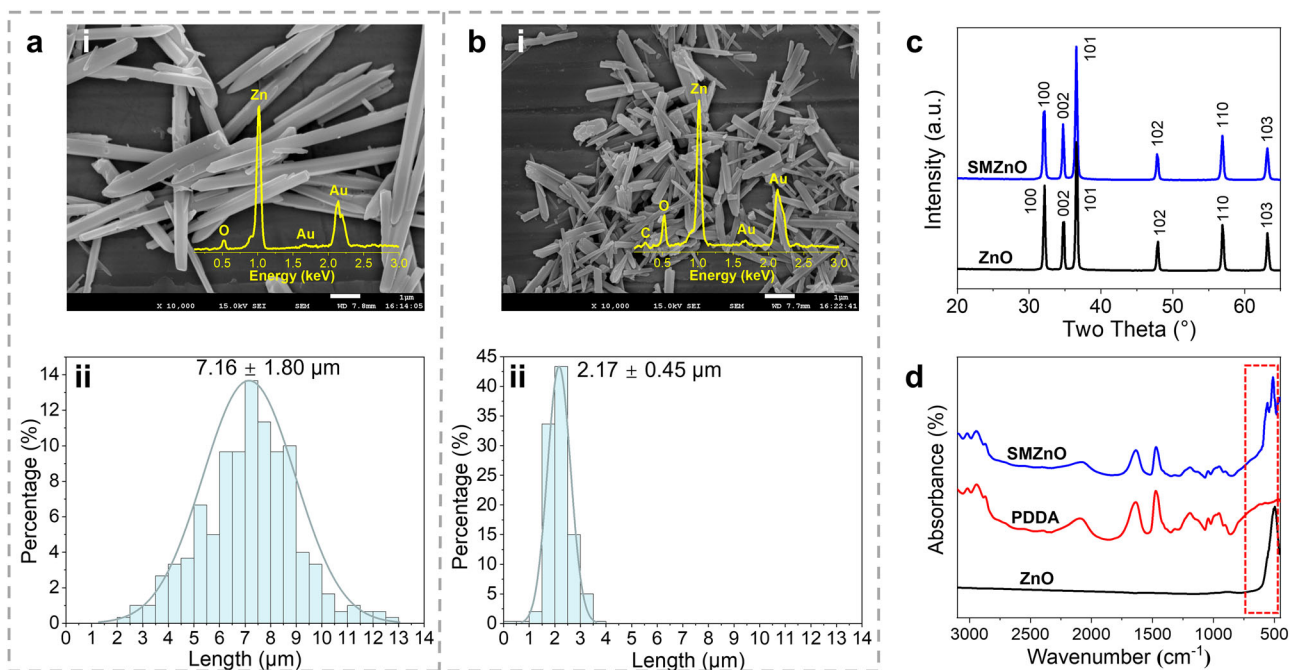 a
i
Zn
Au
O
Au
0.5 1.0 1.5 2.0 2.5 3.0
Energy (keV)
X 10,000 15.0kV SEI SEM WD 7.8mm 16:14:05
1μm
b
i
Zn
Au
O
C
Au
0.5 1.0 1.5 2.0 2.5 3.0
Energy (keV)
X 10,000 15.0kV SEI SEM WD 7.7mm 16:22:41
1μm
c
Intensity (a.u.)
100
002
101
102
110
103
SMZnO
100
002
101
102
110
103
ZnO
20 30 40 50 60
Two Theta (°)
ii
7.16 ± 1.80 μm
Percentage (%)
14
12
10
8
6
4
2
0
0 1 2 3 4 5 6 7 8 9 10 11 12 13 14
Length (μm)
ii
2.17 ± 0.45 μm
Percentage (%)
45
40
35
30
25
20
15
10
5
0
0 1 2 3 4 5 6 7 8 9 10 11 12 13 14
Length (μm)
d
Absorbance (%)
SMZnO
PDDA
ZnO
3000 2500 2000 1500 1000 500
Wavenumber (cm⁻¹)